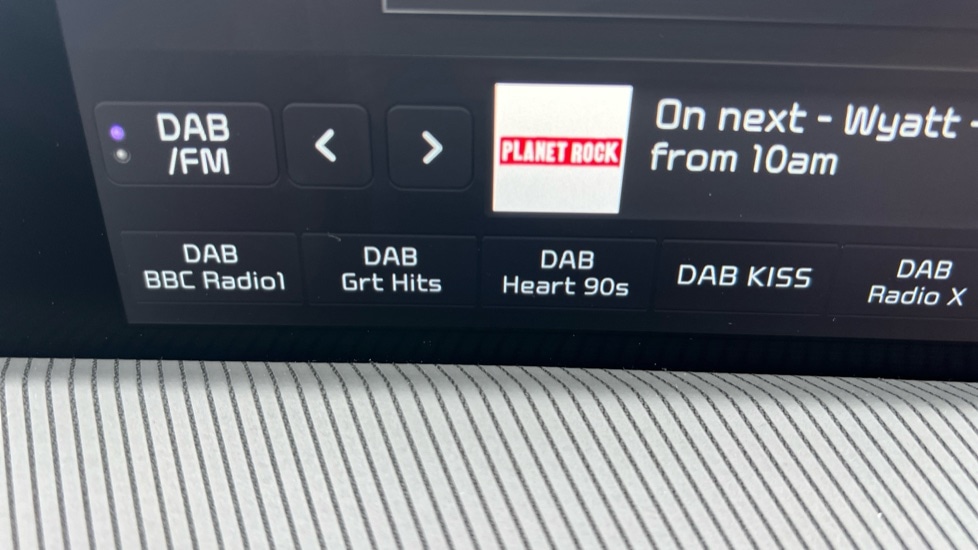 DAB
/FM
< >
PLANET ROCK
On next - Wyatt -
from 10am
DAB
BBC Radio1
DAB
Grt Hits
DAB
Heart 90s
DAB KISS
DAB
Radio X